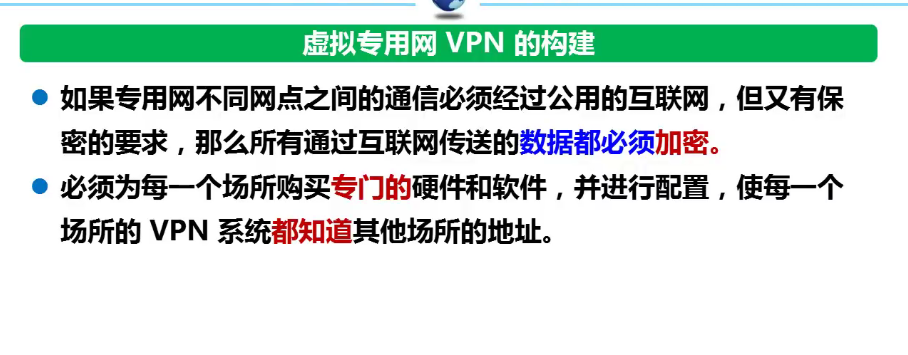 虚拟专用网 VPN 的构建
如果专用网不同网点之间的通信必须经过公用的互联网，但又有保
密的要求，那么所有通过互联网传送的数据都必须加密。
必须为每一个场所购买专门的硬件和软件，并进行配置，使每一个
场所的 VPN 系统都知道其他场所的地址。